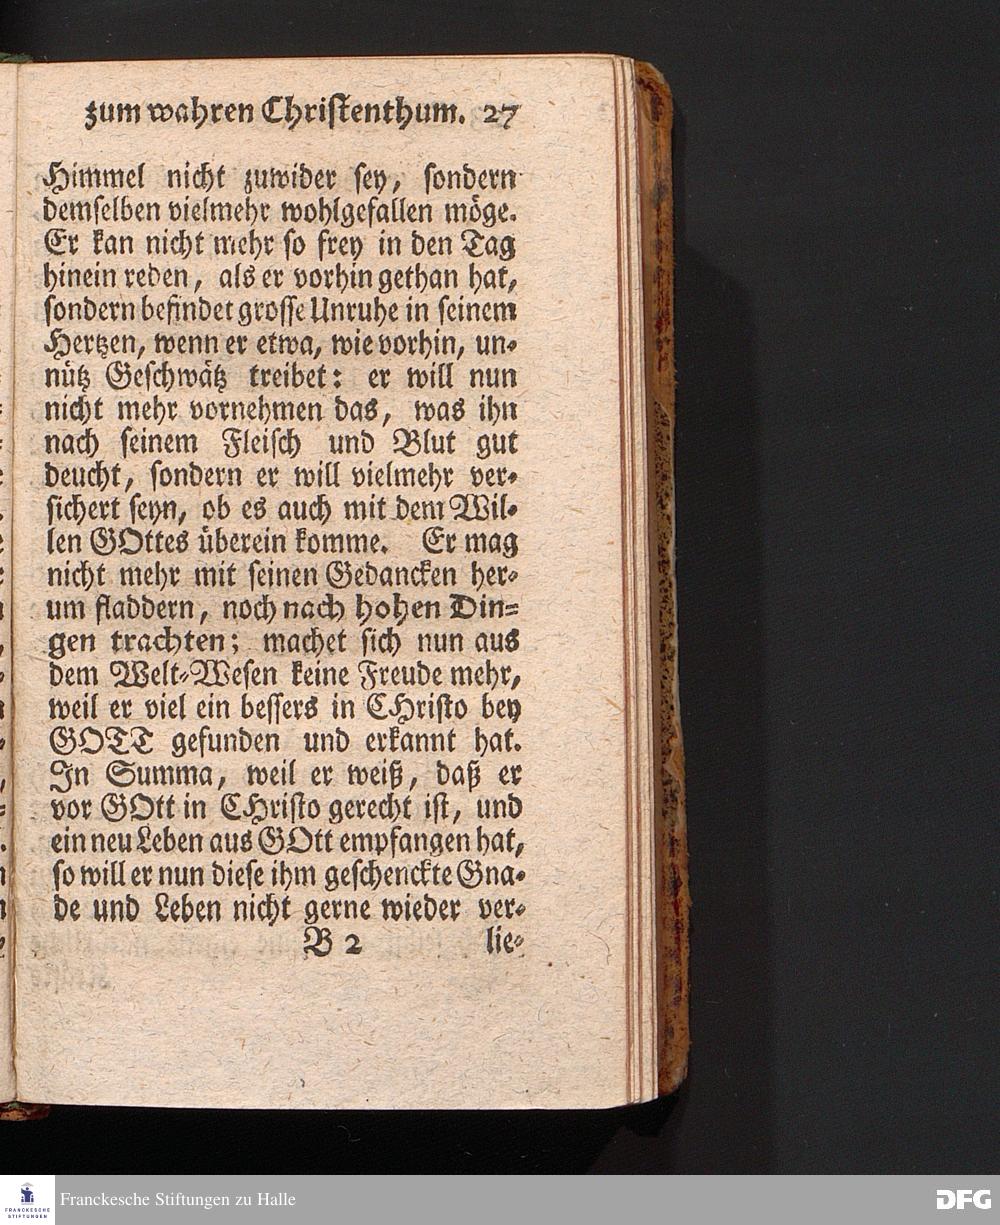 zum wahren Christenthum. 27
Himmel nicht zuwider sey, sondern
demselben vielmehr wohlgefallen möge.
Er kan nicht mehr so frey in den Tag
hinein reden, als er vorhin gethan hat,
sondern befindet grosse Unruhe in seinem
Hertzen, wenn er etwa, wie vorhin, un-
nütz Geschwätz treibet: er will nun
nicht mehr vornehmen das, was ihn
nach seinem Fleisch und Blut gut
deucht, sondern er will vielmehr ver-
sichert seyn, ob es auch mit dem Wil-
len GOttes überein komme. Er mag
nicht mehr mit seinen Gedancken her-
um fladdern, noch nach hohen Din-
gen trachten; machet sich nun aus
dem Welt-Wesen keine Freude mehr,
weil er viel ein bessers in CHristo bey
GOTT gefunden und erkannt hat.
In Summa, weil er weiß, daß er
vor GOtt in CHristo gerecht ist, und
ein neu Leben aus GOtt empfangen hat,
so will er nun diese ihm geschenckte Gna-
de und Leben nicht gerne wieder ver-
B 2 lie-
FRANCKESCHE
STIFTUNGEN
Franckesche Stiftungen zu Halle
DFG